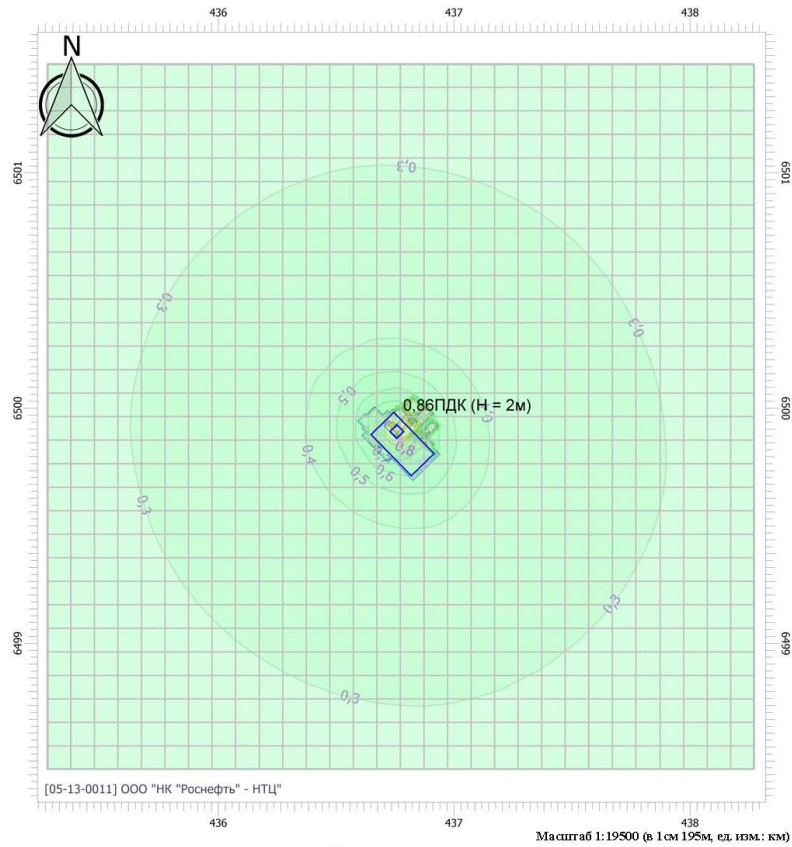 436 437 438
N
6501 6501
0,3
0,3 0,3
0,5
0,86ПДК (H = 2м)
6500 6500
0,8
0,4 0,5 0,6
0,3
0,3
6499 6499
0,3
[05-13-0011] ООО "НК "Роснефть" - НТЦ"
436 437 438
Масштаб 1:19500 (в 1см 195м, ед. изм.: км)